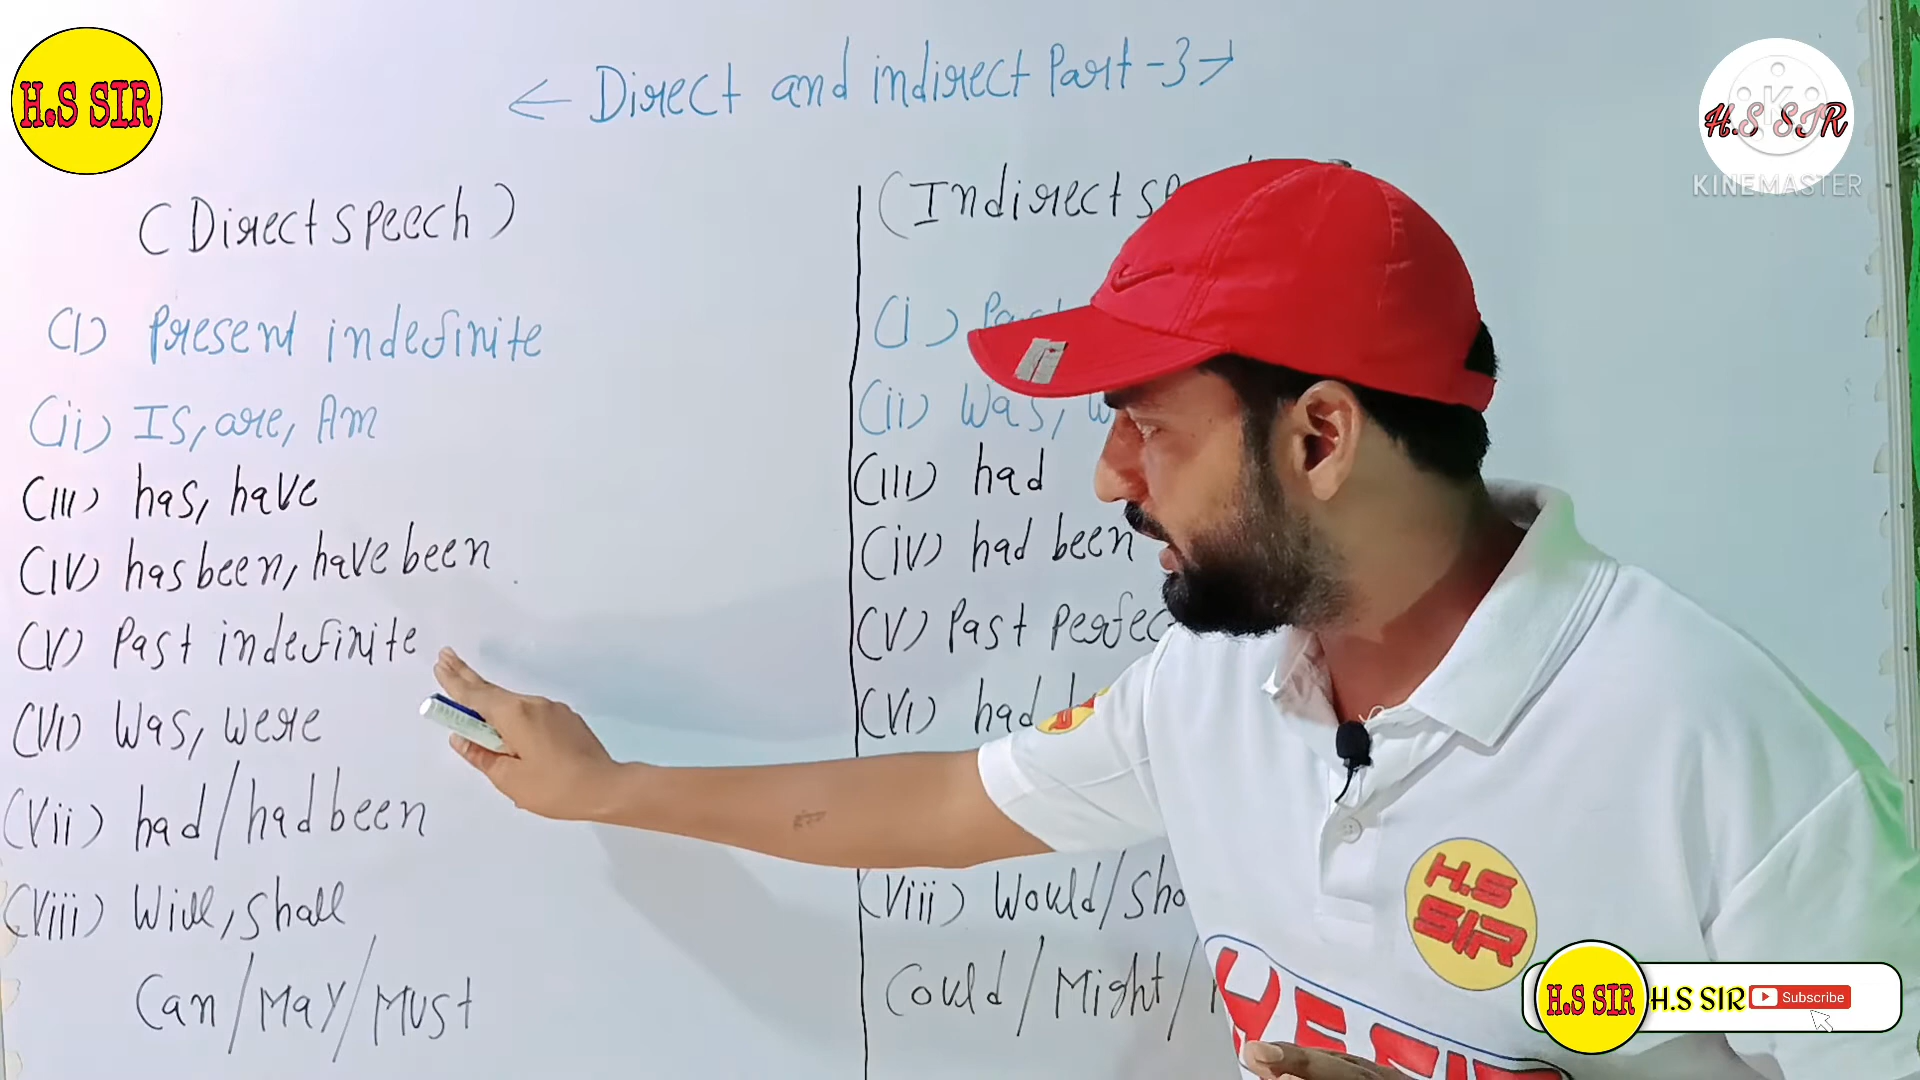 H.S SIR
← Direct and indirect Part-3 →
H.S SIR
KINEMASTER
(Direct speech)
(Indirect
(I) Present indefinite
(i)
(ii) Is, are, Am
(ii) Was,
(III) has, have
(III) had
(IV) has been, have been
(iv) had been
(V) Past indefinite
(V) Past
(VI) Was, were
(VI) had
(Vii) had/had been
(Viii) Will, shall
(Viii) Would/
Can/May/Must
Could/Might/
H.S
SIR
H.S SIR
H.S SIR
Subscribe